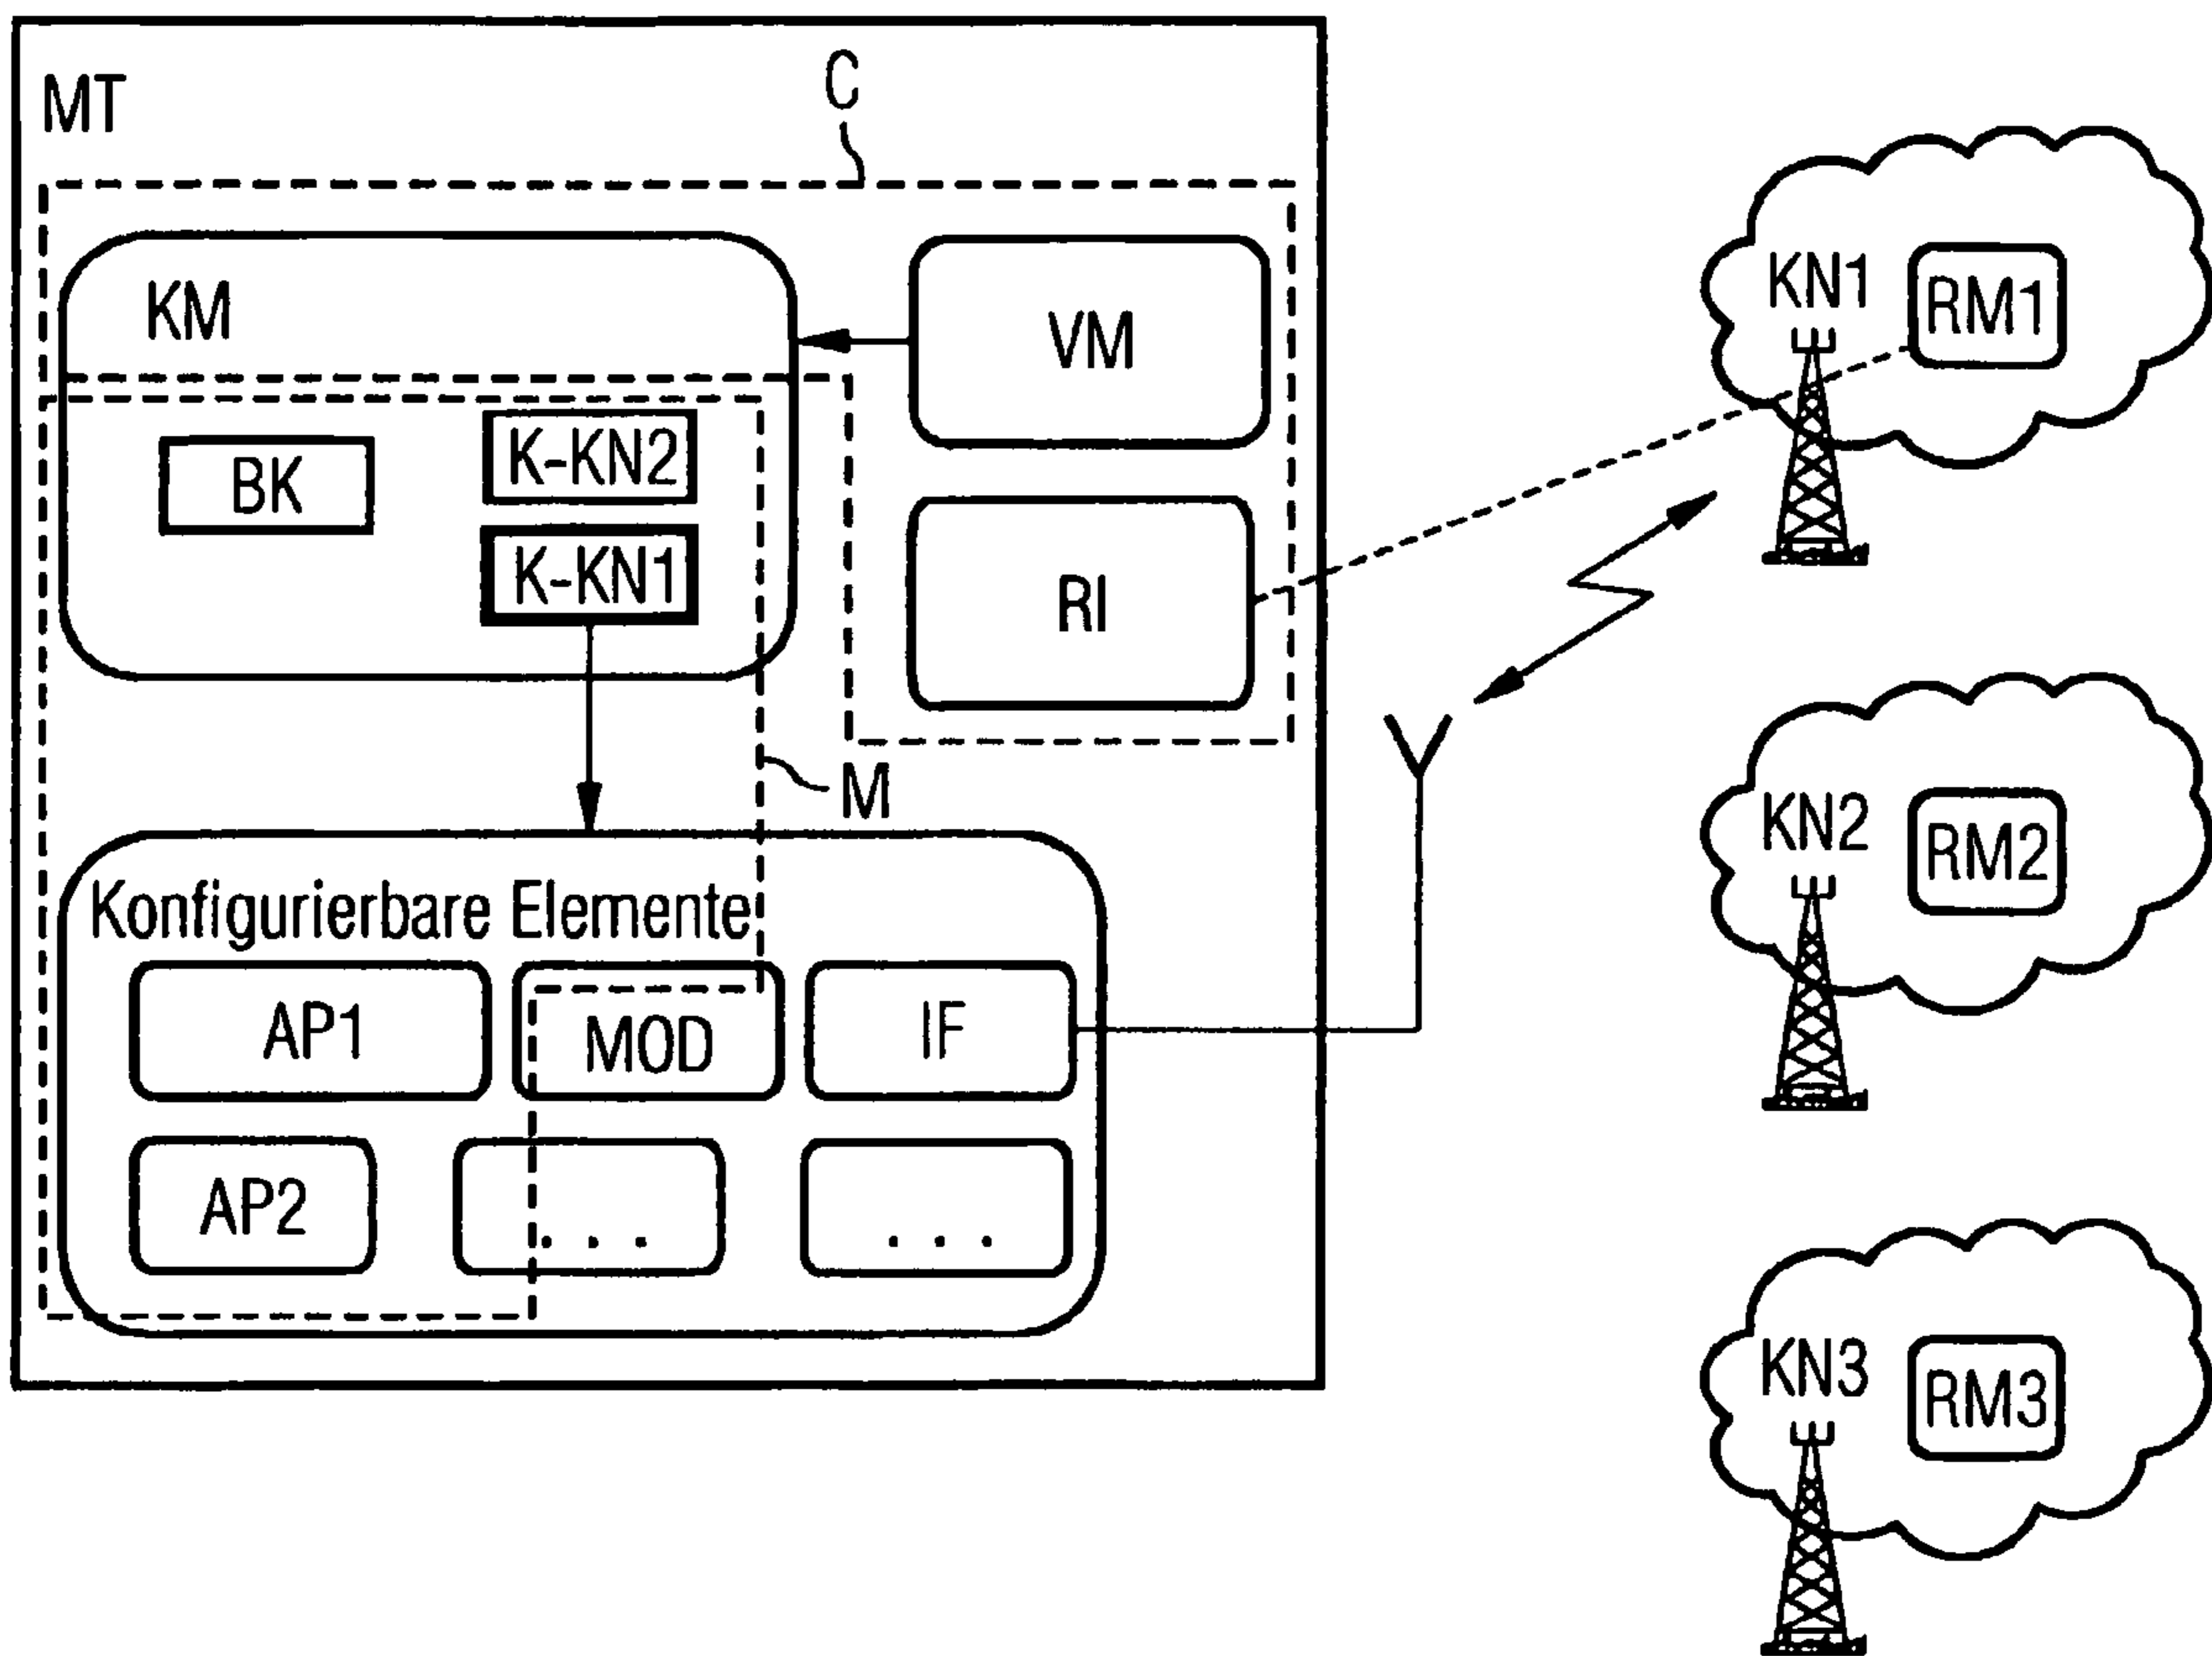 MT
C
KM
VM
BK
K-KN2
K-KN1
RI
M
Konfigurierbare Elemente
AP1
MOD
IF
AP2
. . .
. . .
KN1
RM1
KN2
RM2
KN3
RM3